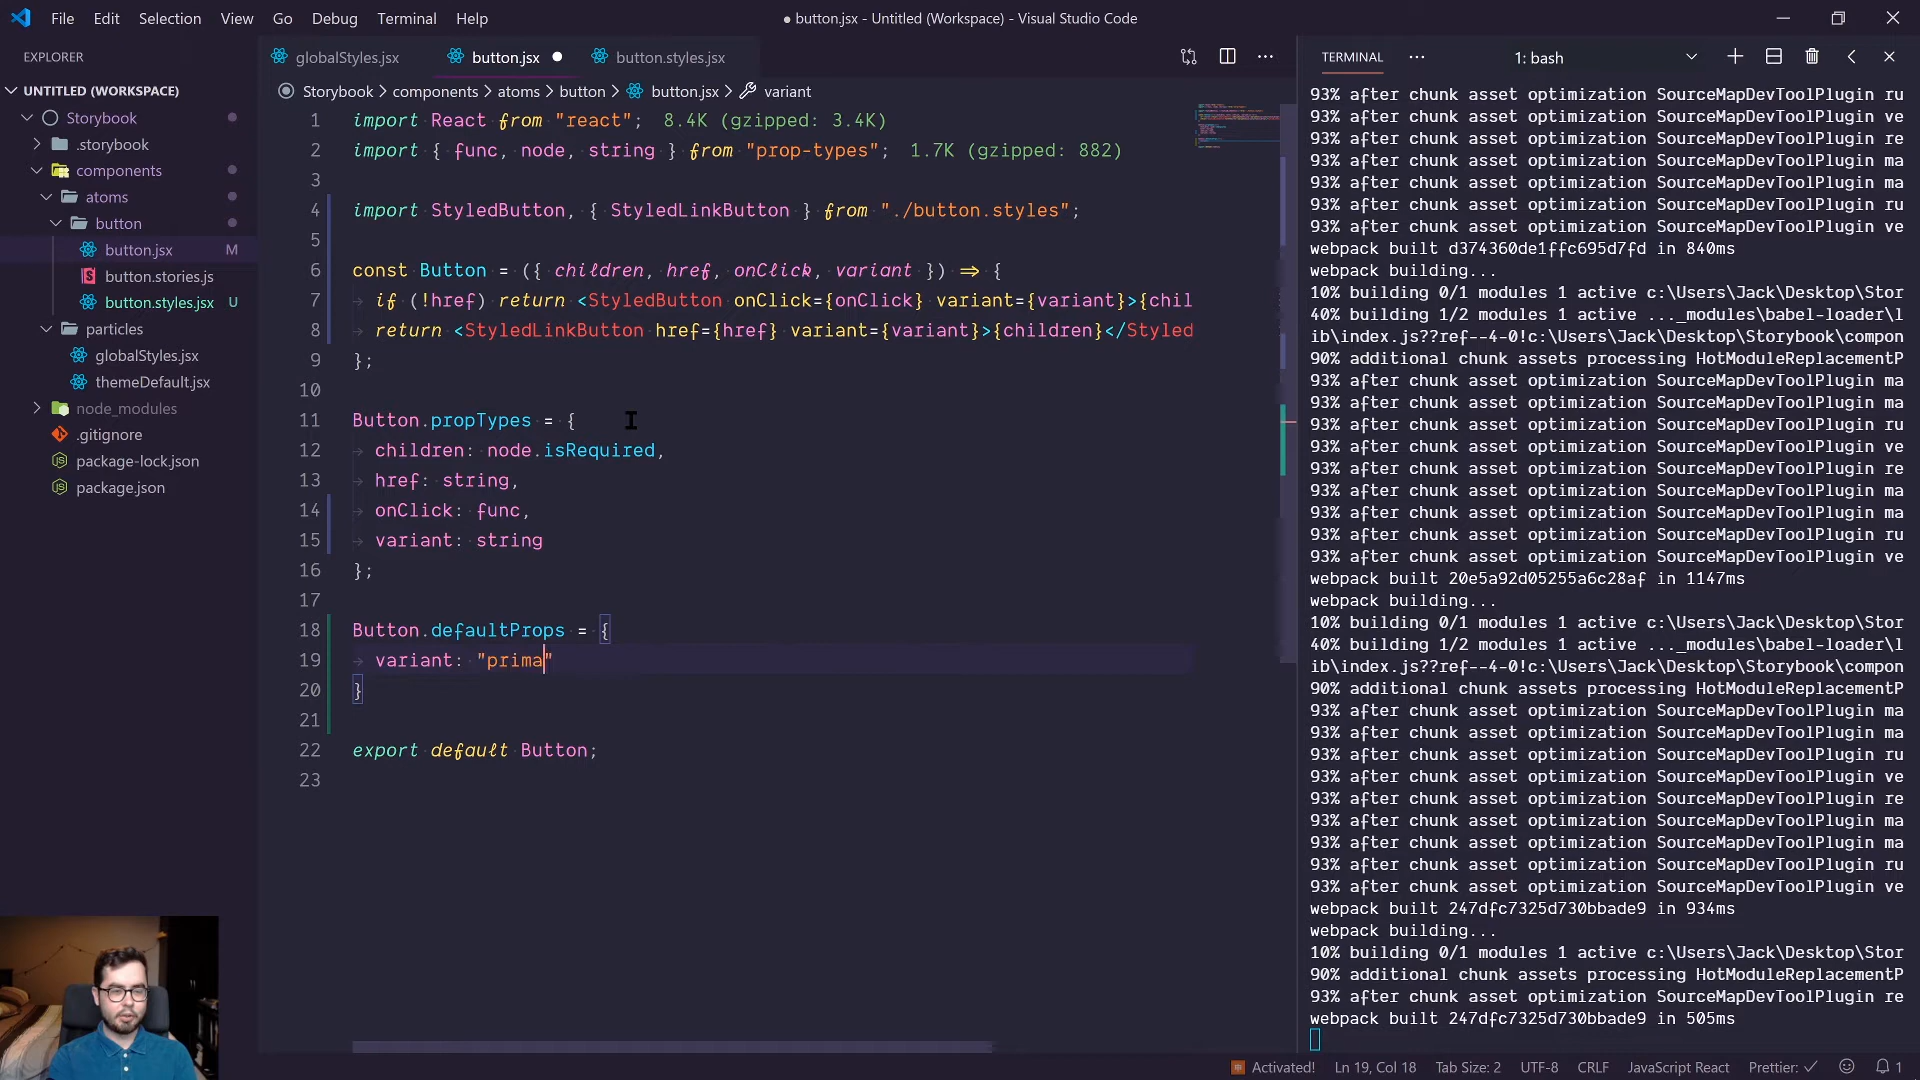 File Edit Selection View Go Debug Terminal Help
● button.jsx - Untitled (Workspace) - Visual Studio Code
EXPLORER
UNTITLED (WORKSPACE)
Storybook
.storybook
components
atoms
button
button.jsx M
button.stories.js
button.styles.jsx U
particles
globalStyles.jsx
themeDefault.jsx
node_modules
.gitignore
package-lock.json
package.json
globalStyles.jsx button.jsx button.styles.jsx
Storybook > components > atoms > button > button.jsx > variant
1 import React from "react"; 8.4K (gzipped: 3.4K)
2 import { func, node, string } from "prop-types"; 1.7K (gzipped: 882)
3
4 import StyledButton, { StyledLinkButton } from "./button.styles";
5
6 const Button = ({ children, href, onClick, variant }) => {
7 if (!href) return <StyledButton onClick={onClick} variant={variant}>{chil
8 return <StyledLinkButton href={href} variant={variant}>{children}</Styled
9 };
10
11 Button.propTypes = {
12 children: node.isRequired,
13 href: string,
14 onClick: func,
15 variant: string
16 };
17
18 Button.defaultProps = {
19 variant: "prima"
20 }
21
22 export default Button;
23
TERMINAL ··· 1: bash
93% after chunk asset optimization SourceMapDevToolPlugin ru
93% after chunk asset optimization SourceMapDevToolPlugin ve
93% after chunk asset optimization SourceMapDevToolPlugin re
93% after chunk asset optimization SourceMapDevToolPlugin ma
93% after chunk asset optimization SourceMapDevToolPlugin ma
93% after chunk asset optimization SourceMapDevToolPlugin ru
93% after chunk asset optimization SourceMapDevToolPlugin ve
webpack built d374360de1ffc695d7fd in 840ms
webpack building...
10% building 0/1 modules 1 active c:\Users\Jack\Desktop\Stor
40% building 1/2 modules 1 active ..._modules\babel-loader\l
ib\index.js??ref--4-0!c:\Users\Jack\Desktop\Storybook\compon
90% additional chunk assets processing HotModuleReplacementP
93% after chunk asset optimization SourceMapDevToolPlugin ma
93% after chunk asset optimization SourceMapDevToolPlugin ma
93% after chunk asset optimization SourceMapDevToolPlugin ru
93% after chunk asset optimization SourceMapDevToolPlugin ve
93% after chunk asset optimization SourceMapDevToolPlugin re
93% after chunk asset optimization SourceMapDevToolPlugin ma
93% after chunk asset optimization SourceMapDevToolPlugin ma
93% after chunk asset optimization SourceMapDevToolPlugin ru
93% after chunk asset optimization SourceMapDevToolPlugin ve
webpack built 20e5a92d05255a6c28af in 1147ms
webpack building...
10% building 0/1 modules 1 active c:\Users\Jack\Desktop\Stor
40% building 1/2 modules 1 active ..._modules\babel-loader\l
ib\index.js??ref--4-0!c:\Users\Jack\Desktop\Storybook\compon
90% additional chunk assets processing HotModuleReplacementP
93% after chunk asset optimization SourceMapDevToolPlugin ma
93% after chunk asset optimization SourceMapDevToolPlugin ma
93% after chunk asset optimization SourceMapDevToolPlugin ru
93% after chunk asset optimization SourceMapDevToolPlugin ve
93% after chunk asset optimization SourceMapDevToolPlugin re
93% after chunk asset optimization SourceMapDevToolPlugin ma
93% after chunk asset optimization SourceMapDevToolPlugin ma
93% after chunk asset optimization SourceMapDevToolPlugin ru
93% after chunk asset optimization SourceMapDevToolPlugin ve
webpack built 247dfc7325d730bbade9 in 934ms
webpack building...
10% building 0/1 modules 1 active c:\Users\Jack\Desktop\Stor
90% additional chunk assets processing HotModuleReplacementP
93% after chunk asset optimization SourceMapDevToolPlugin re
webpack built 247dfc7325d730bbade9 in 505ms
Activated! Ln 19, Col 18 Tab Size: 2 UTF-8 CRLF JavaScript React Prettier: ✓ 1